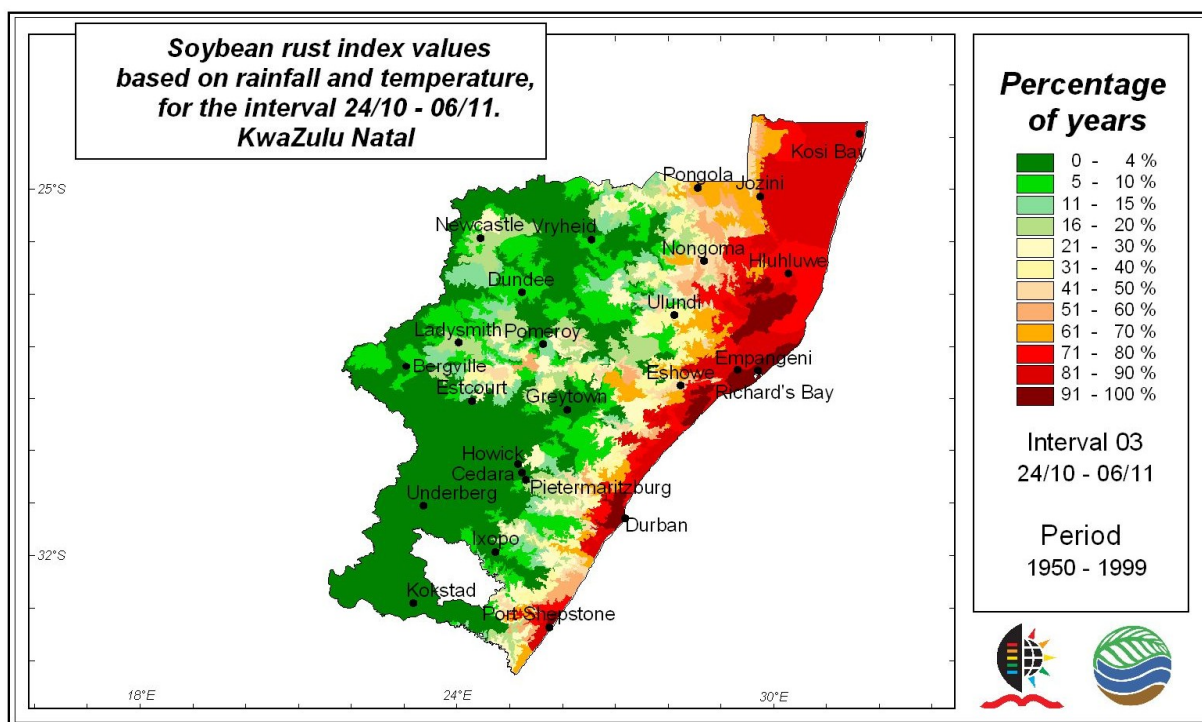 Soybean rust index values
based on rainfall and temperature,
for the interval 24/10 - 06/11.
KwaZulu Natal
Percentage
of years
0 - 4 %
5 - 10 %
11 - 15 %
16 - 20 %
21 - 30 %
31 - 40 %
41 - 50 %
51 - 60 %
61 - 70 %
71 - 80 %
81 - 90 %
91 - 100 %
Interval 03
24/10 - 06/11
Period
1950 - 1999
Kosi Bay
Pongola
Jozini
25°S
Newcastle
Vryheid
Nongoma
Hluhluwe
Dundee
Ulundi
Ladysmith
Pomeroy
Empangeni
Bergville
Eshowe
Estcourt
Greytown
Richard's Bay
Howick
Cedara
Pietermaritzburg
Underberg
Durban
Ixopo
32°S
Kokstad
Port Shepstone
18°E
24°E
30°E